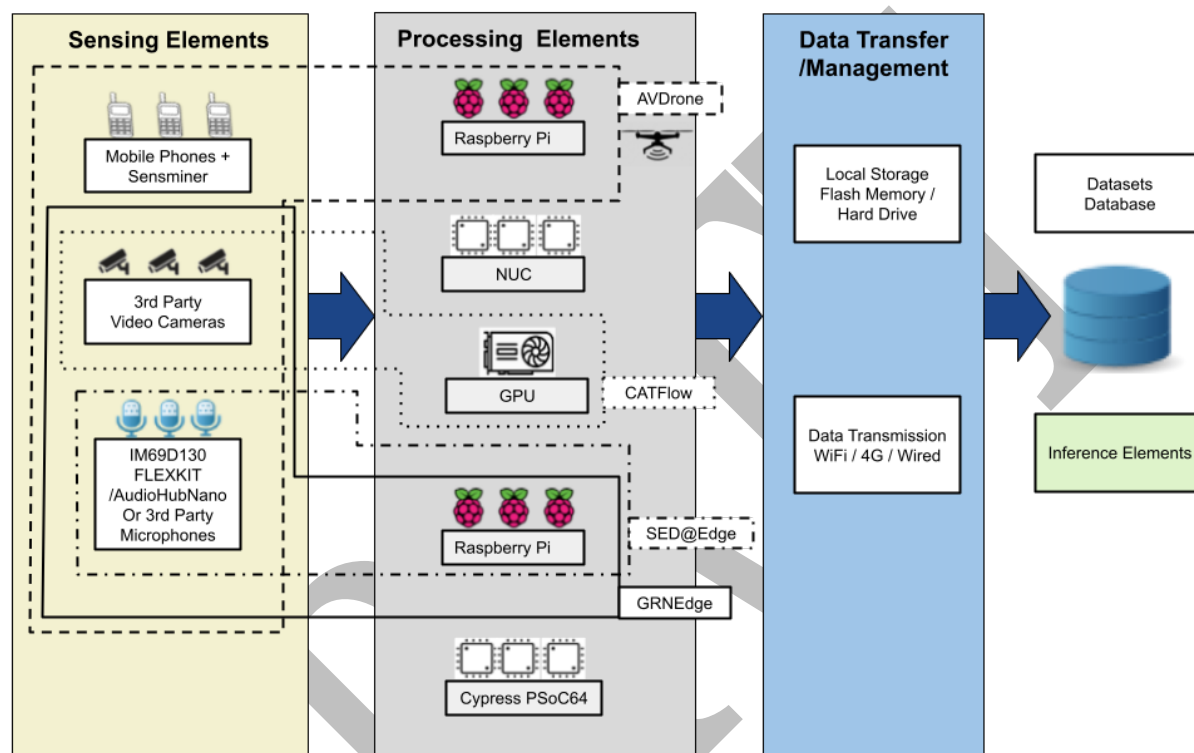 Sensing Elements
Mobile Phones +
Sensminer
3rd Party
Video Cameras
IM69D130
FLEXKIT
/AudioHubNano
Or 3rd Party
Microphones
Processing Elements
Raspberry Pi
AVDrone
NUC
GPU
CATFlow
Raspberry Pi
SED@Edge
GRNEdge
Cypress PSoC64
Data Transfer
/Management
Local Storage
Flash Memory /
Hard Drive
Data Transmission
WiFi / 4G / Wired
Datasets
Database
Inference Elements